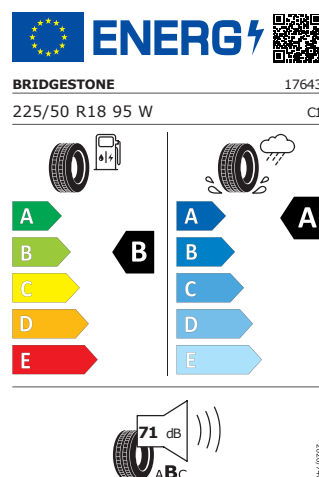 ENERG
BRIDGESTONE 17643
225/50 R18 95 W C1
A A A
B B B
C C
D D
E E
71 dB
ABC